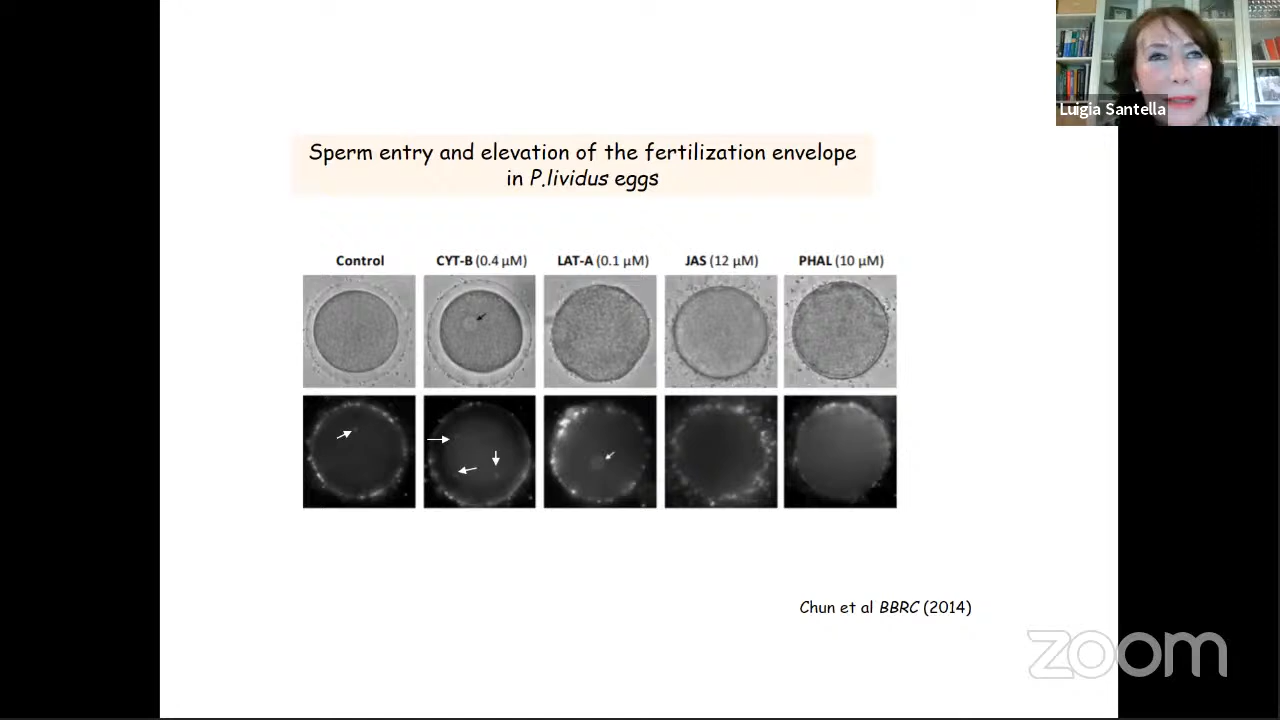 Luigia Santella
Sperm entry and elevation of the fertilization envelope
in P.lividus eggs
Control CYT-B (0.4 µM) LAT-A (0.1 µM) JAS (12 µM) PHAL (10 µM)
Chun et al BBRC (2014)
zoom